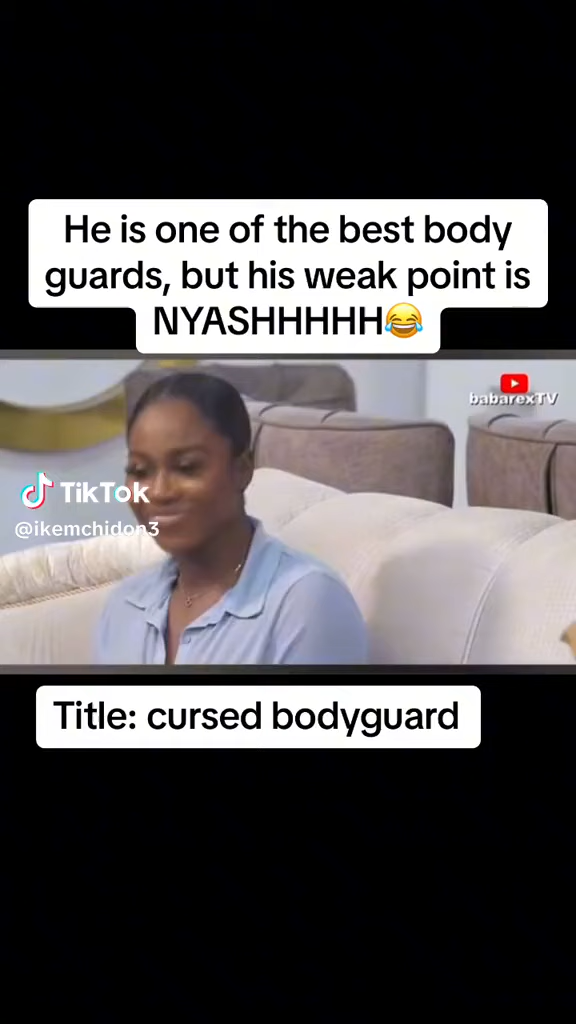 He is one of the best body
guards, but his weak point is
NYASHHHHH😂
babarexTV
TikTok
@ikemchidon3
Title: cursed bodyguard